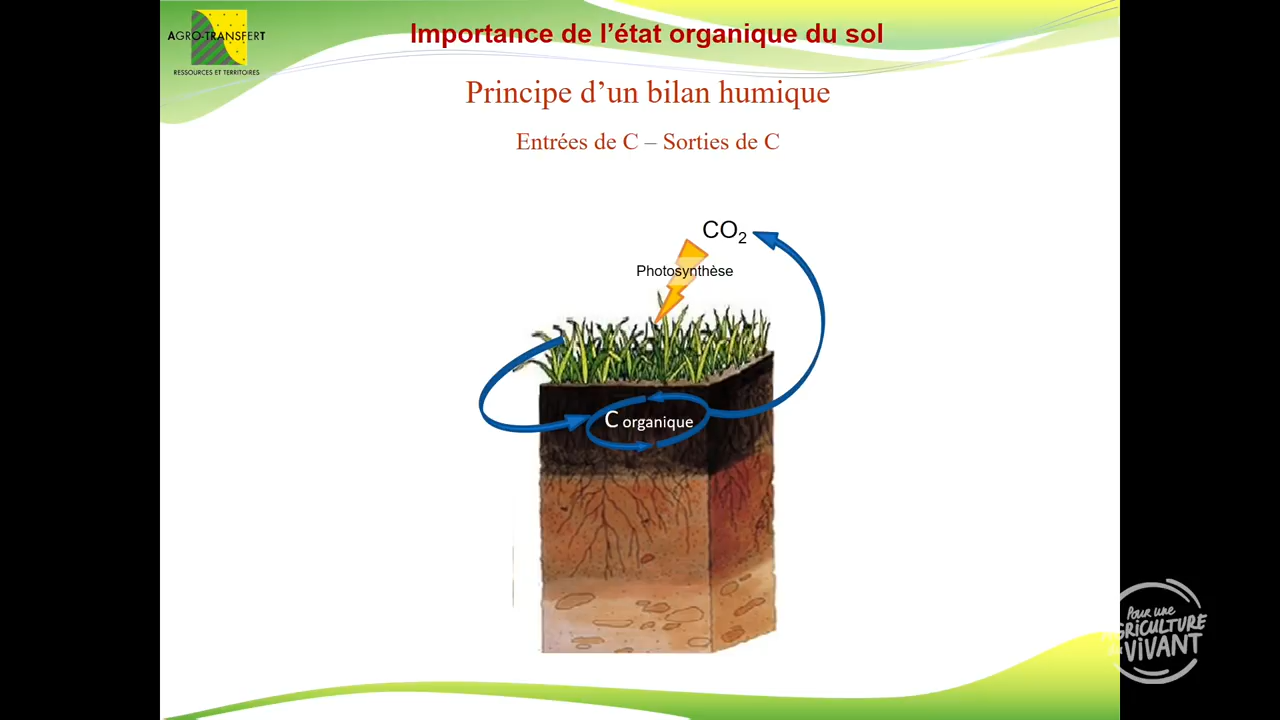 AGRO-TRANSFERT
RESSOURCES ET TERRITOIRES
Importance de l’état organique du sol
Principe d’un bilan humique
Entrées de C – Sorties de C
CO₂
Photosynthèse
C organique
POUR UNE
AGRICULTURE
DU VIVANT